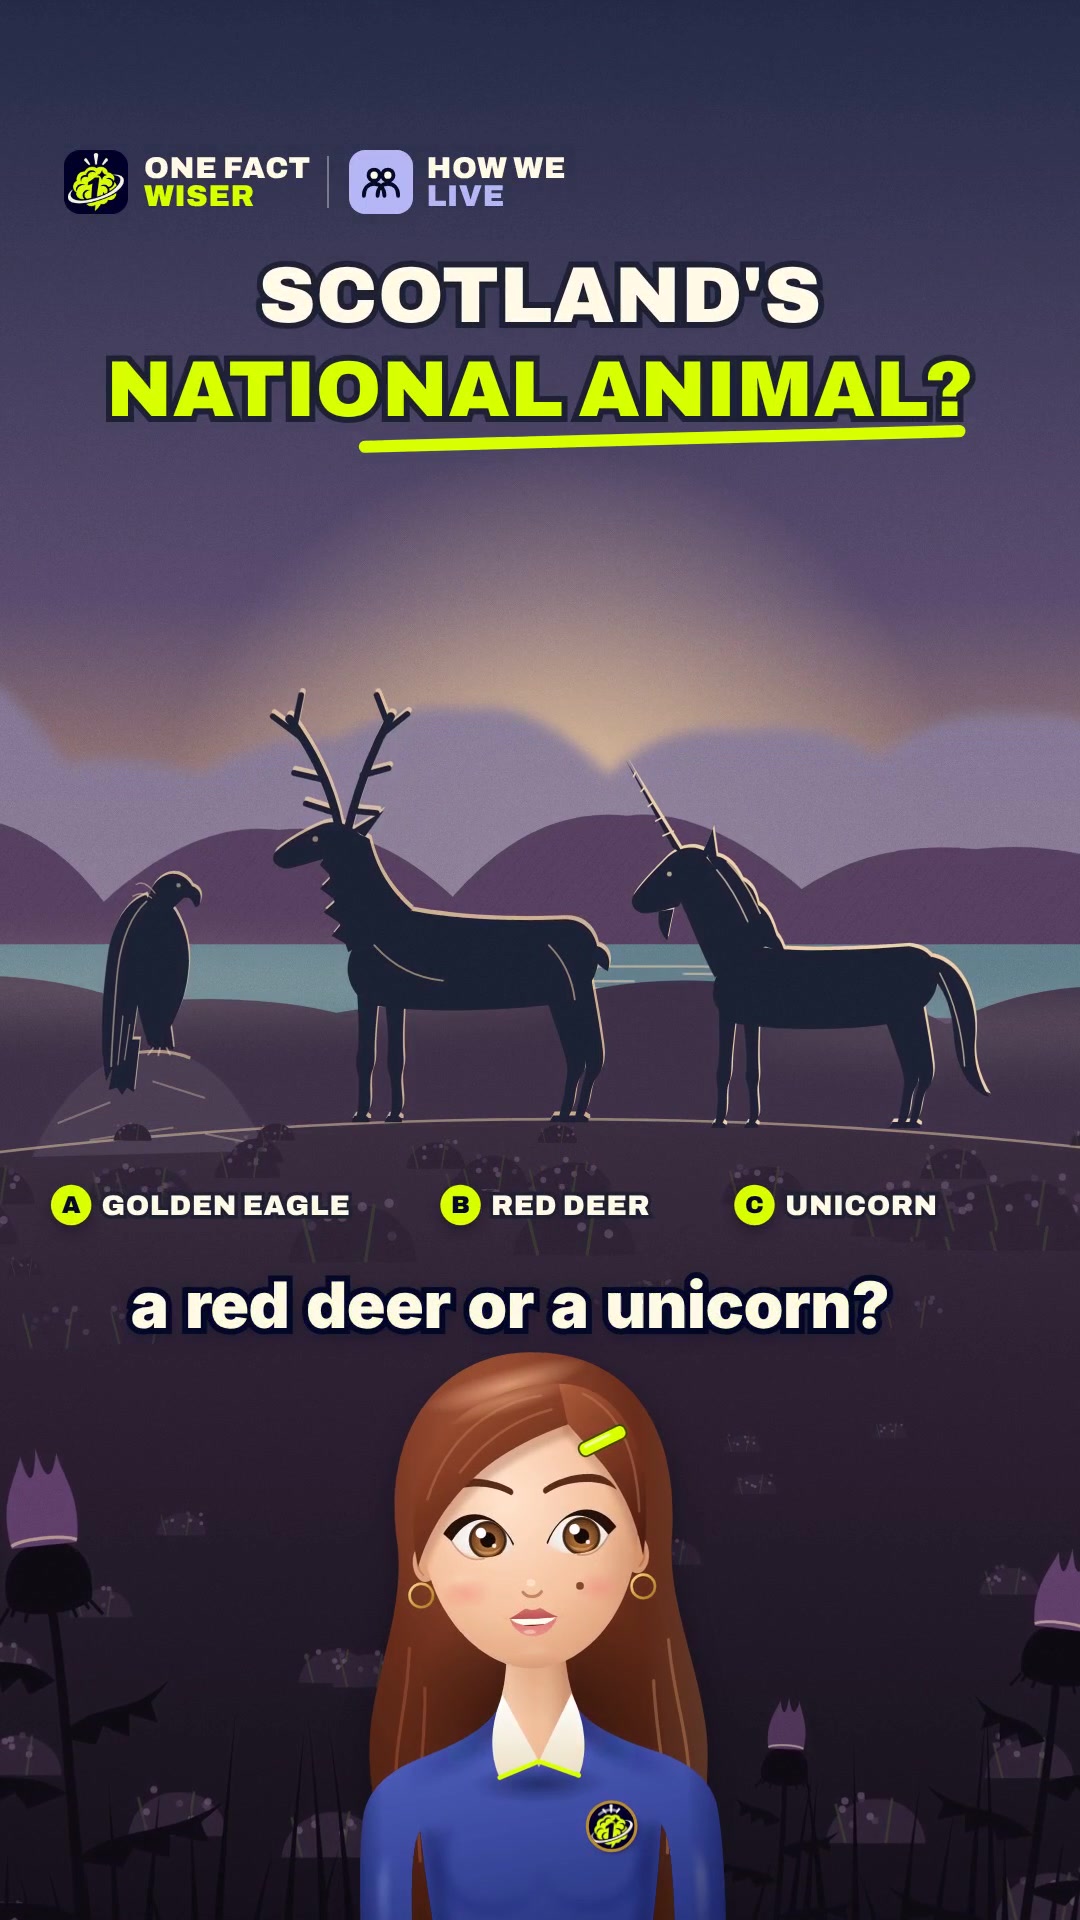 ONE FACT
WISER
HOW WE
LIVE
SCOTLAND'S
NATIONAL ANIMAL?
A GOLDEN EAGLE
B RED DEER
C UNICORN
a red deer or a unicorn?